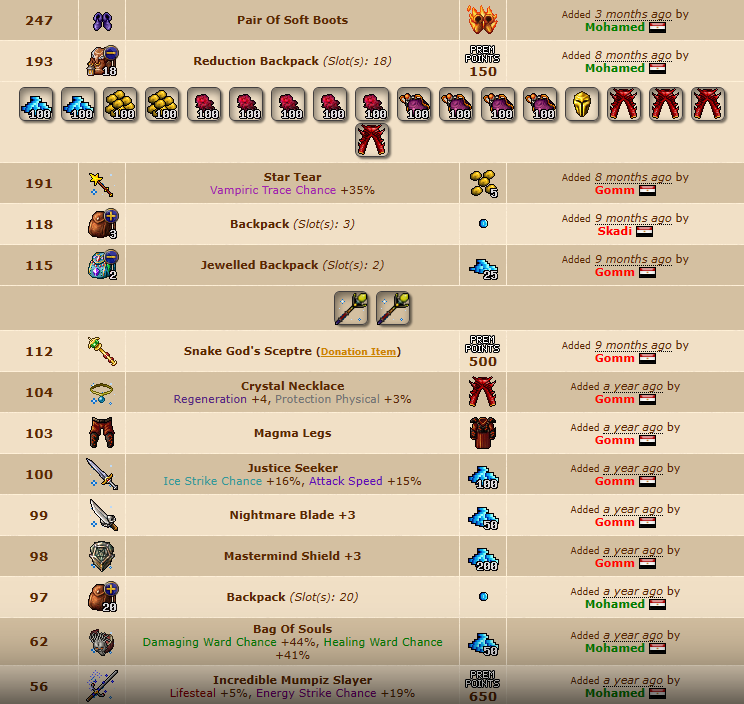 247 Pair Of Soft Boots Added 3 months ago by
Mohamed
193 18 Reduction Backpack (Slot(s): 18) PREM POINTS 150 Added 8 months ago by
Mohamed
100 100 100 100 100 100 100 100 100 100 100 100 100
191 Star Tear 5 Added 8 months ago by
Vampiric Trace Chance +35% Gomm
118 3 Backpack (Slot(s): 3) Added 9 months ago by
Skadi
115 2 Jewelled Backpack (Slot(s): 2) 25 Added 9 months ago by
Gomm
112 Snake God's Sceptre (Donation Item) PREM POINTS 500 Added 9 months ago by
Gomm
104 Crystal Necklace Added a year ago by
Regeneration +4, Protection Physical +3% Gomm
103 Magma Legs Added a year ago by
Gomm
100 Justice Seeker 100 Added a year ago by
Ice Strike Chance +16%, Attack Speed +15% Gomm
99 Nightmare Blade +3 50 Added a year ago by
Gomm
98 Mastermind Shield +3 200 Added a year ago by
Gomm
97 20 Backpack (Slot(s): 20) Added a year ago by
Mohamed
62 Bag Of Souls 50 Added a year ago by
Damaging Ward Chance +44%, Healing Ward Chance Mohamed
+41%
56 Incredible Mumpiz Slayer PREM POINTS 650 Added a year ago by
Lifesteal +5%, Energy Strike Chance +19% Mohamed